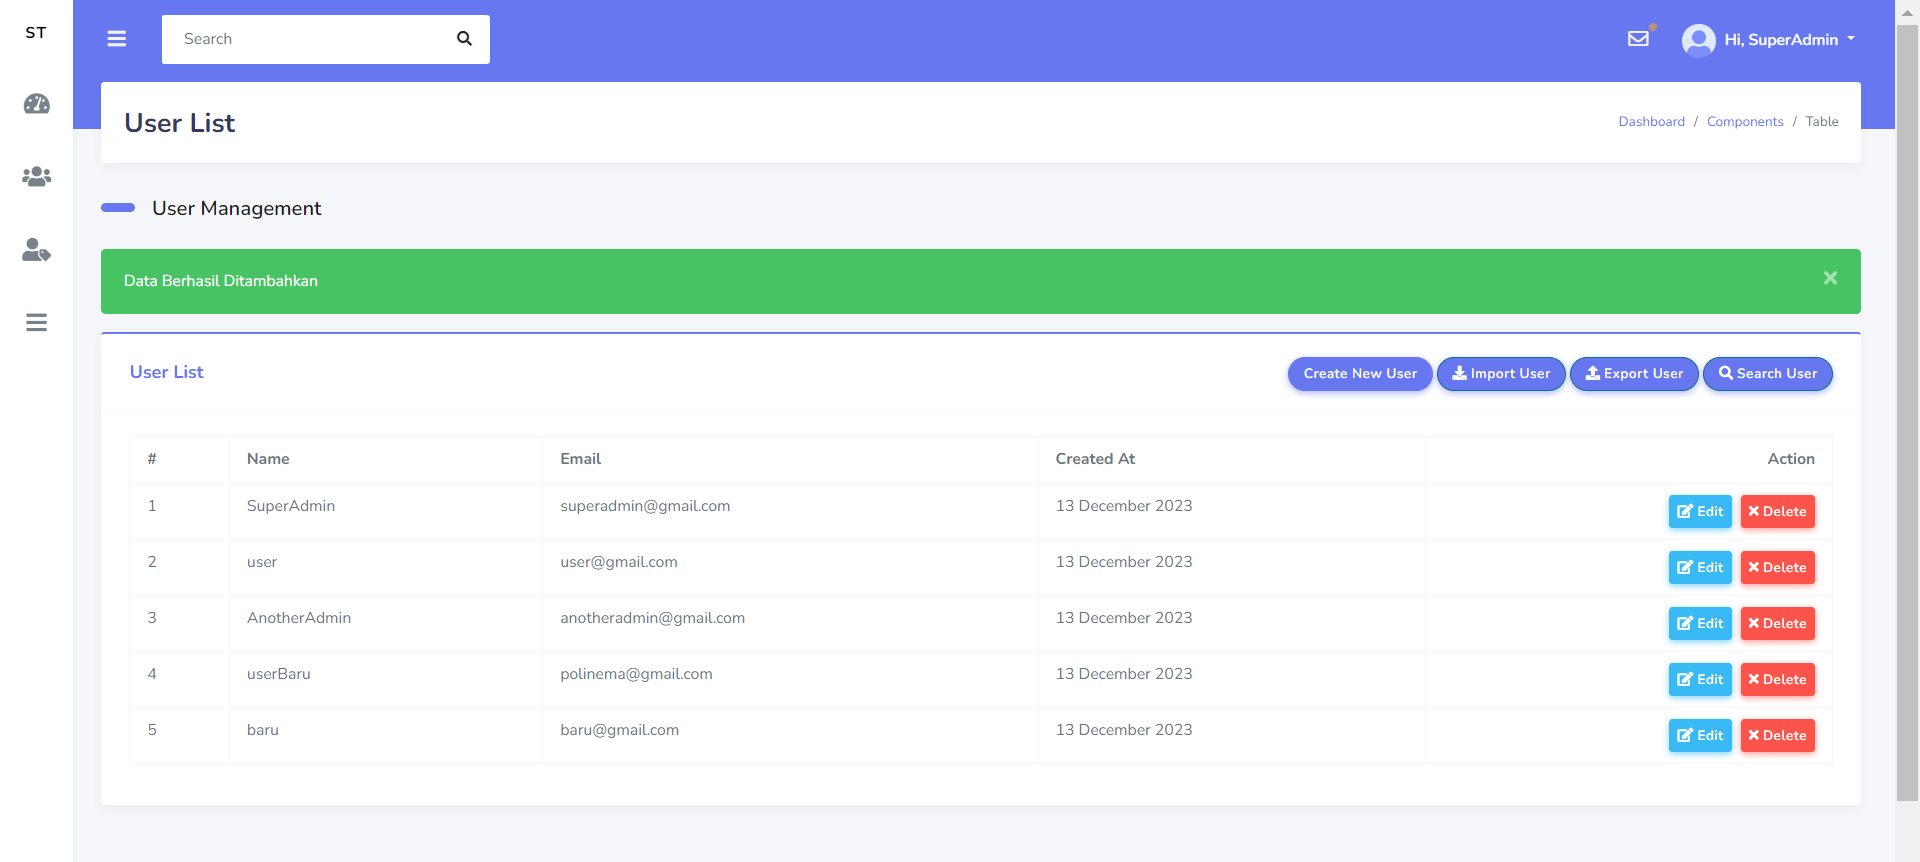 ST
Search
Hi, SuperAdmin
User List
Dashboard / Components / Table
User Management
Data Berhasil Ditambahkan
User List
Create New User Import User Export User Search User
# Name Email Created At Action
1 SuperAdmin superadmin@gmail.com 13 December 2023 Edit Delete
2 user user@gmail.com 13 December 2023 Edit Delete
3 AnotherAdmin anotheradmin@gmail.com 13 December 2023 Edit Delete
4 userBaru polinema@gmail.com 13 December 2023 Edit Delete
5 baru baru@gmail.com 13 December 2023 Edit Delete